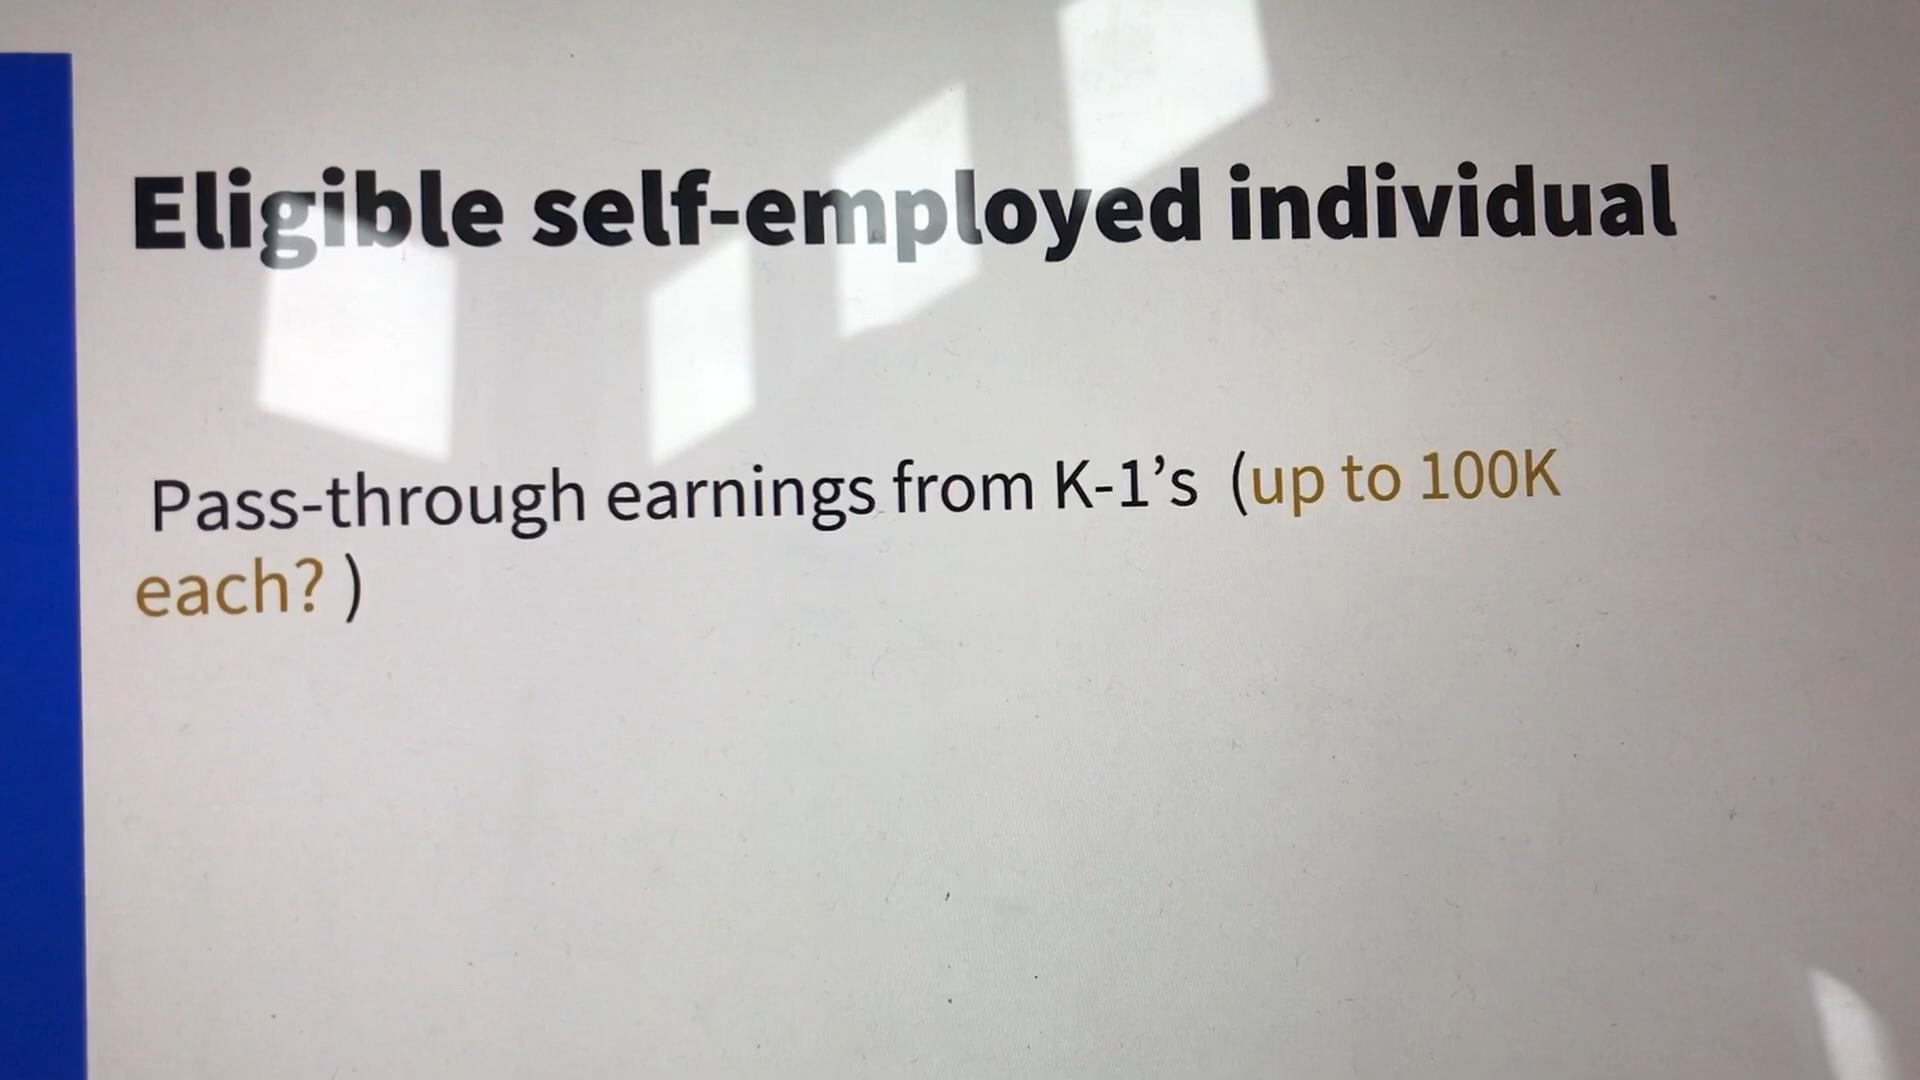 Eligible self-employed individual
Pass-through earnings from K-1’s (up to 100K
each? )